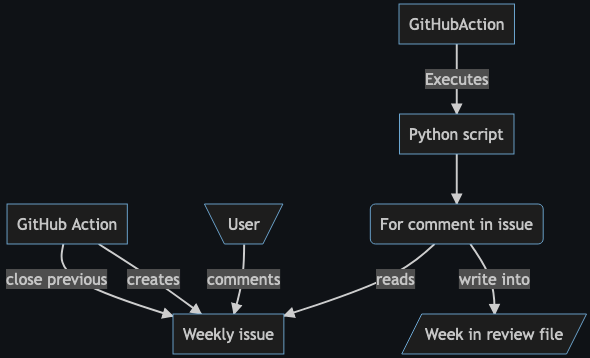 GitHubAction
Executes
Python script
GitHub Action
User
For comment in issue
close previous
creates
comments
reads
write into
Weekly issue
Week in review file